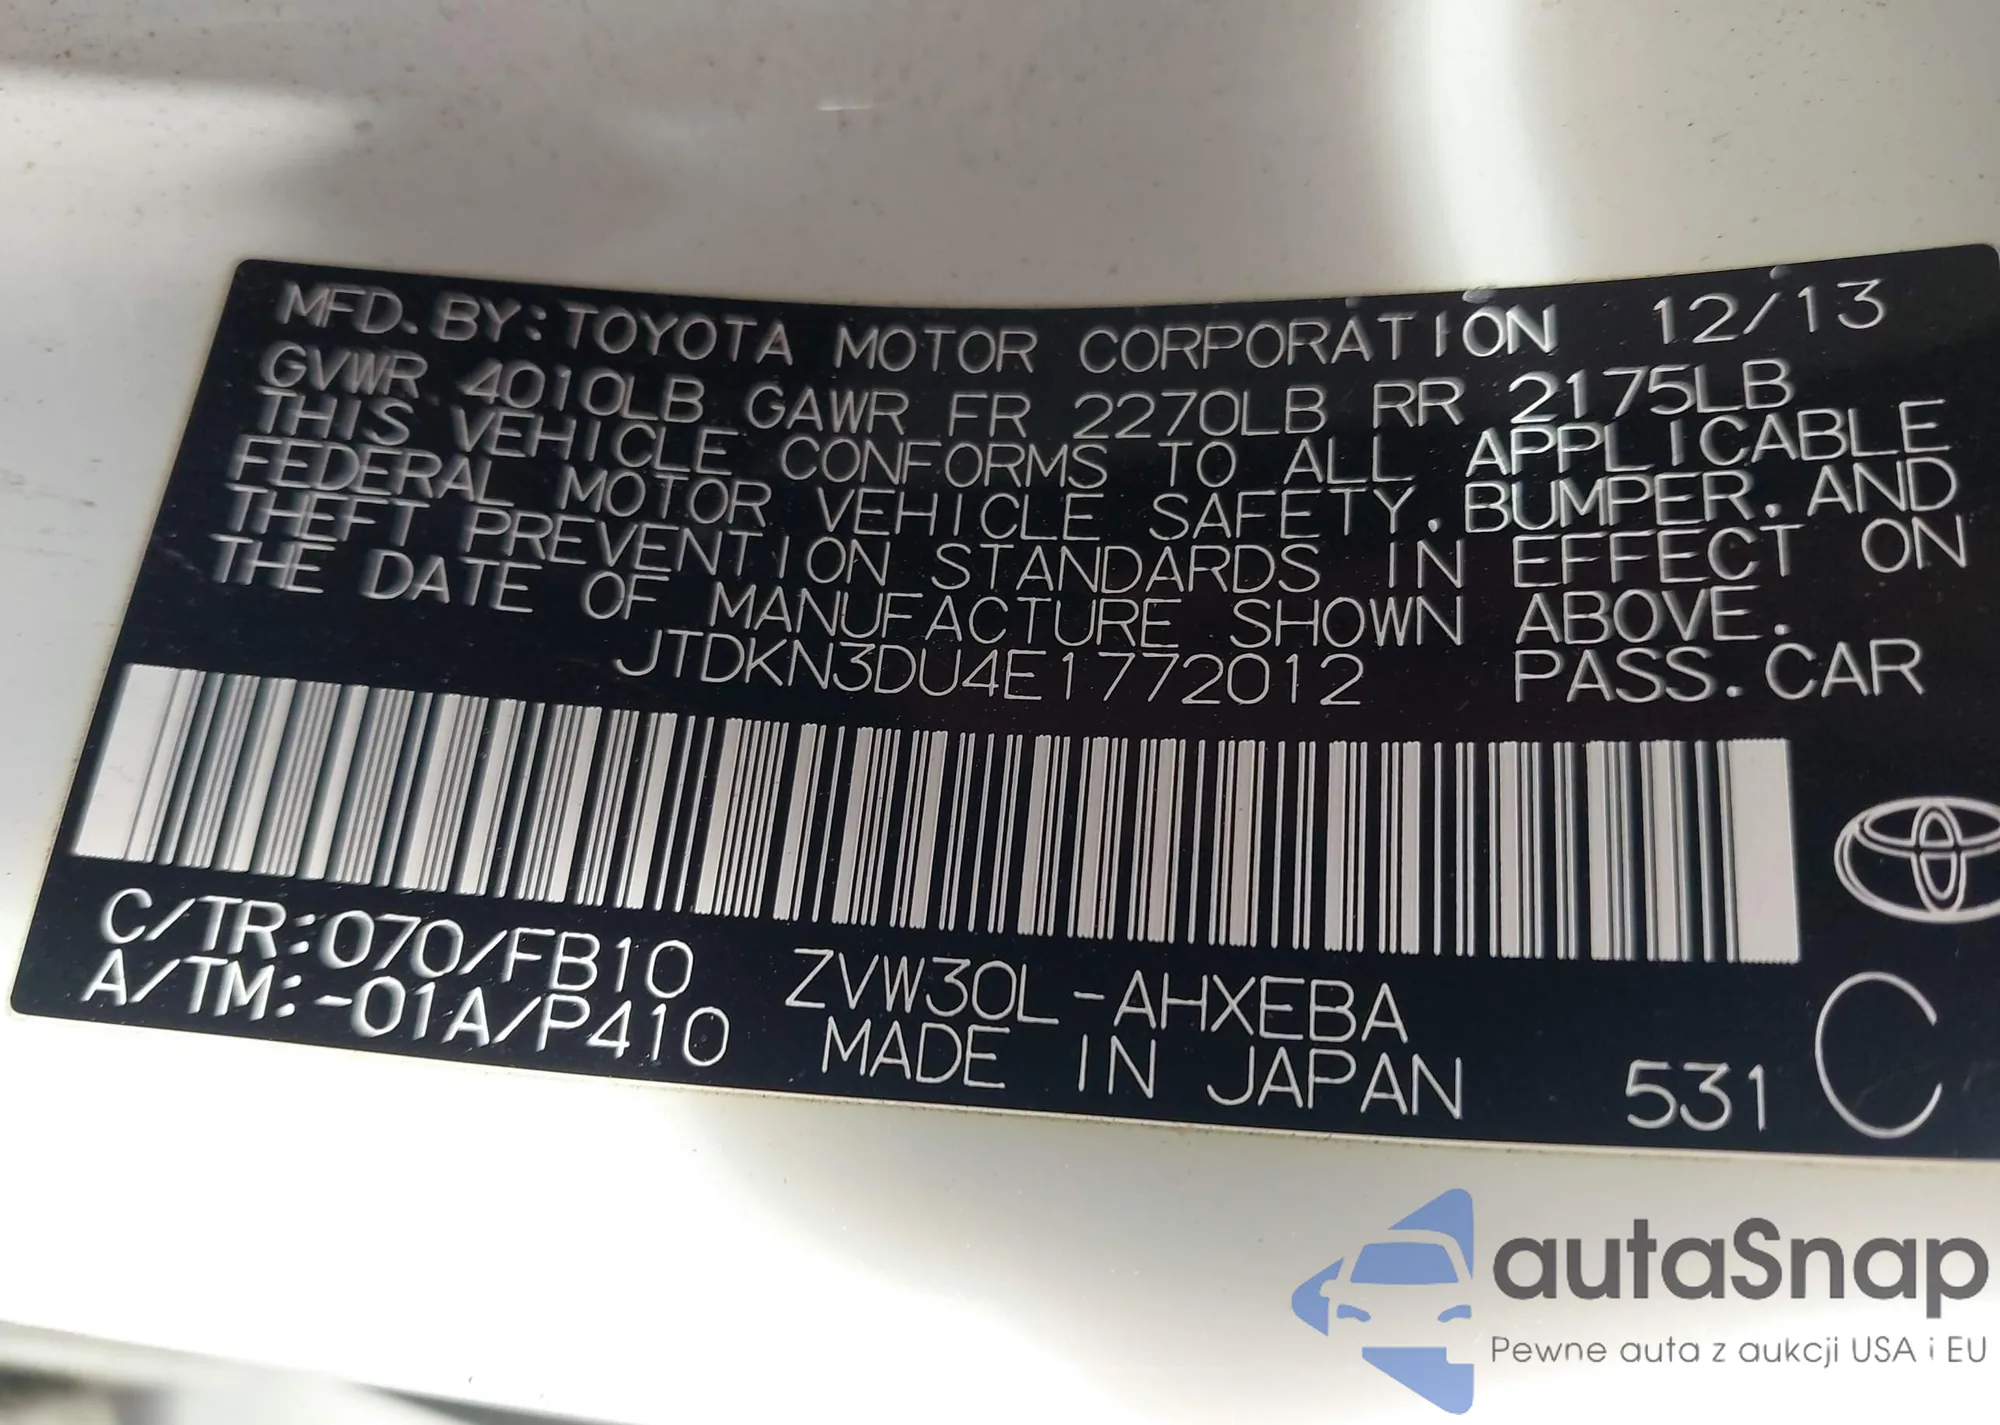 MFD. BY: TOYOTA MOTOR CORPORATION 12/13
GVWR 4010LB GAWR FR 2270LB RR 2175LB
THIS VEHICLE CONFORMS TO ALL APPLICABLE
FEDERAL MOTOR VEHICLE SAFETY, BUMPER, AND
THEFT PREVENTION STANDARDS IN EFFECT ON
THE DATE OF MANUFACTURE SHOWN ABOVE.
JTDKN3DU4E1772012 PASS. CAR
C/TR:070/FB10 ZVW30L-AHXEBA
A/TM:-01A/P410 MADE IN JAPAN 531 C
autaSnap
Pewne auta z aukcji USA i EU